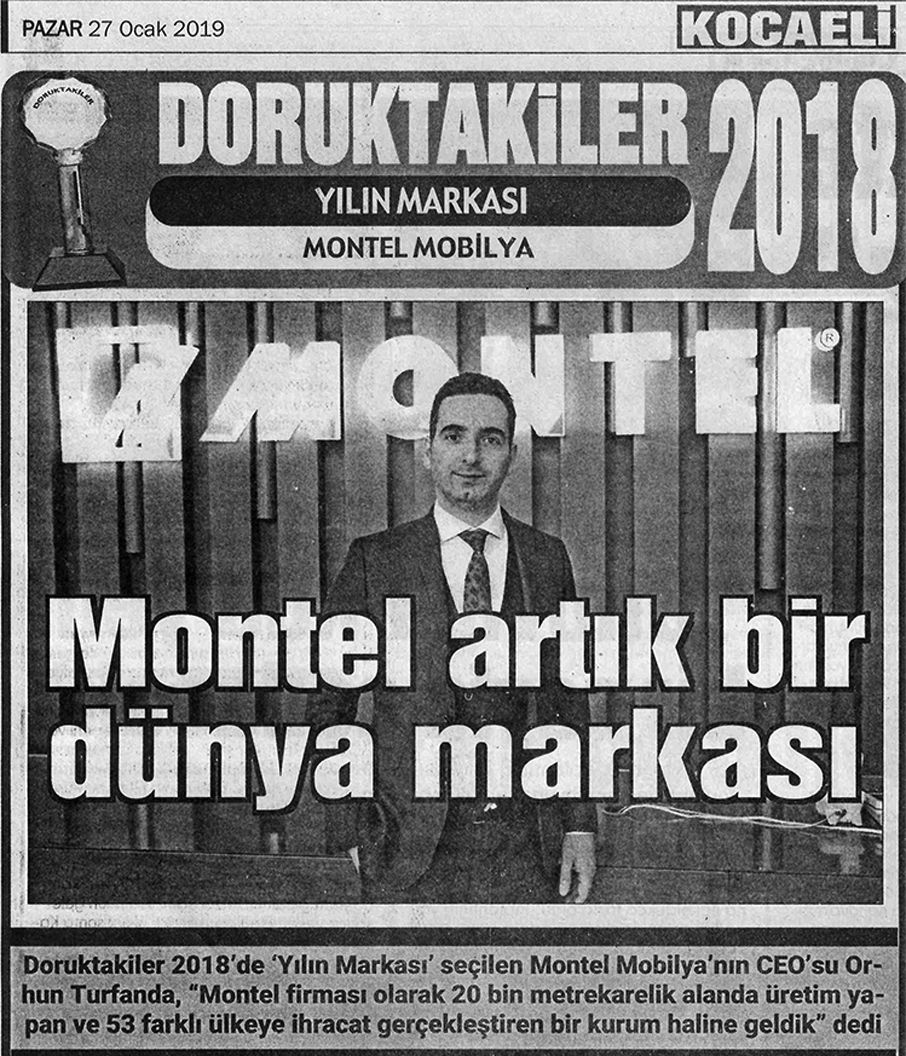 PAZAR 27 Ocak 2019
KOCAELİ
DORUKTAKİLER
DORUKTAKİLER 2018
YILIN MARKASI
MONTEL MOBİLYA
MONTEL®
Montel artık bir
dünya markası
Doruktakiler 2018'de 'Yılın Markası' seçilen Montel Mobilya'nın CEO'su Or-
hun Turfanda, "Montel firması olarak 20 bin metrekarelik alanda üretim ya-
pan ve 53 farklı ülkeye ihracat gerçekleştiren bir kurum haline geldik" dedi